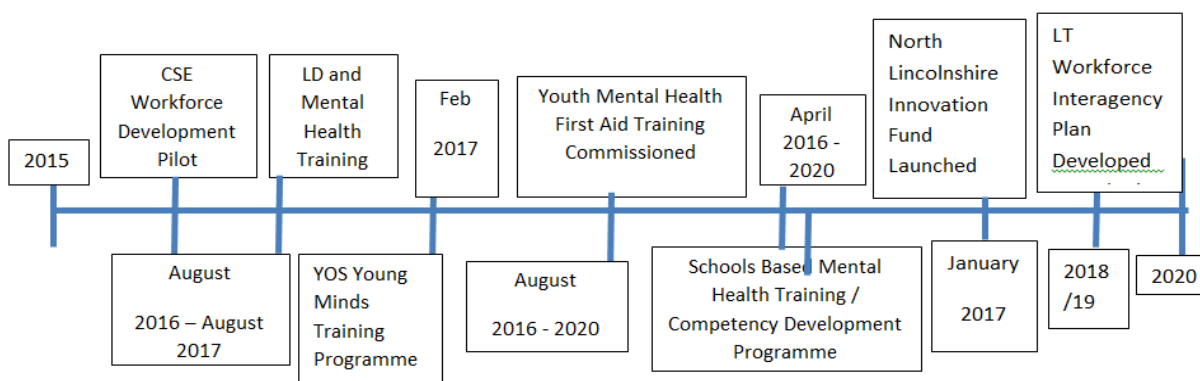 2015
CSE
Workforce
Development
Pilot
LD and
Mental
Health
Training
Feb
2017
Youth Mental Health
First Aid Training
Commissioned
April
2016 -
2020
North
Lincolnshire
Innovation
Fund
Launched
LT
Workforce
Interagency
Plan
Developed
August
2016 – August
2017
YOS Young
Minds
Training
Programme
August
2016 - 2020
Schools Based Mental
Health Training /
Competency Development
Programme
January
2017
2018
/19
2020